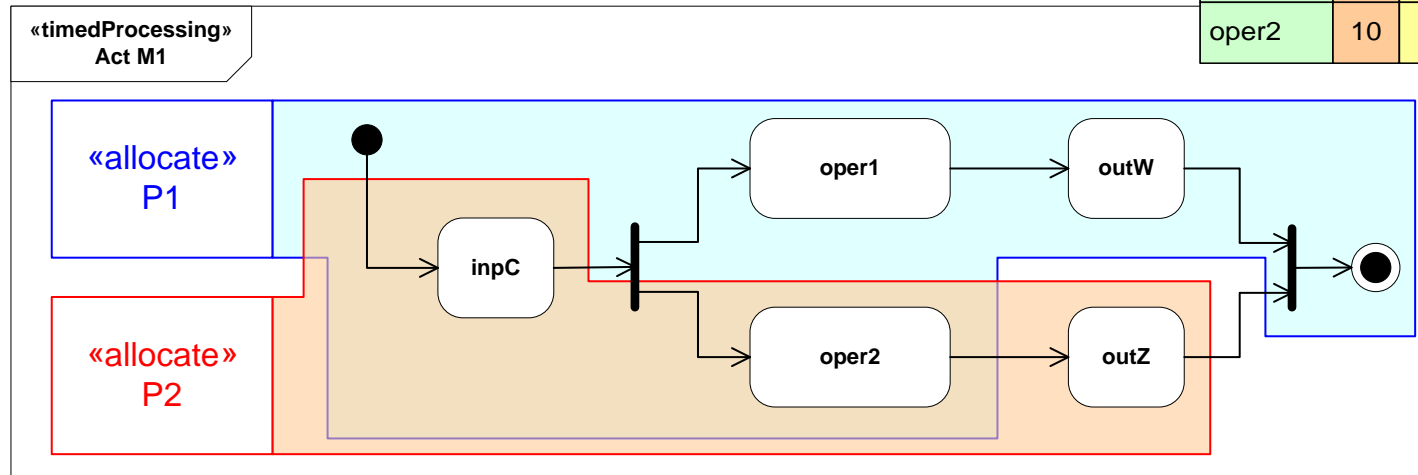 «timedProcessing»
Act M1
oper2 10
«allocate»
P1
oper1
outW
inpC
«allocate»
P2
oper2
outZ